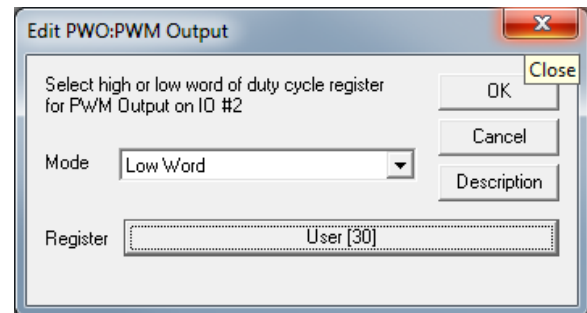 Edit PWO:PWM Output
Close
Select high or low word of duty cycle register
for PWM Output on IO #2
OK
Cancel
Mode
Low Word
Description
Register
User [30]